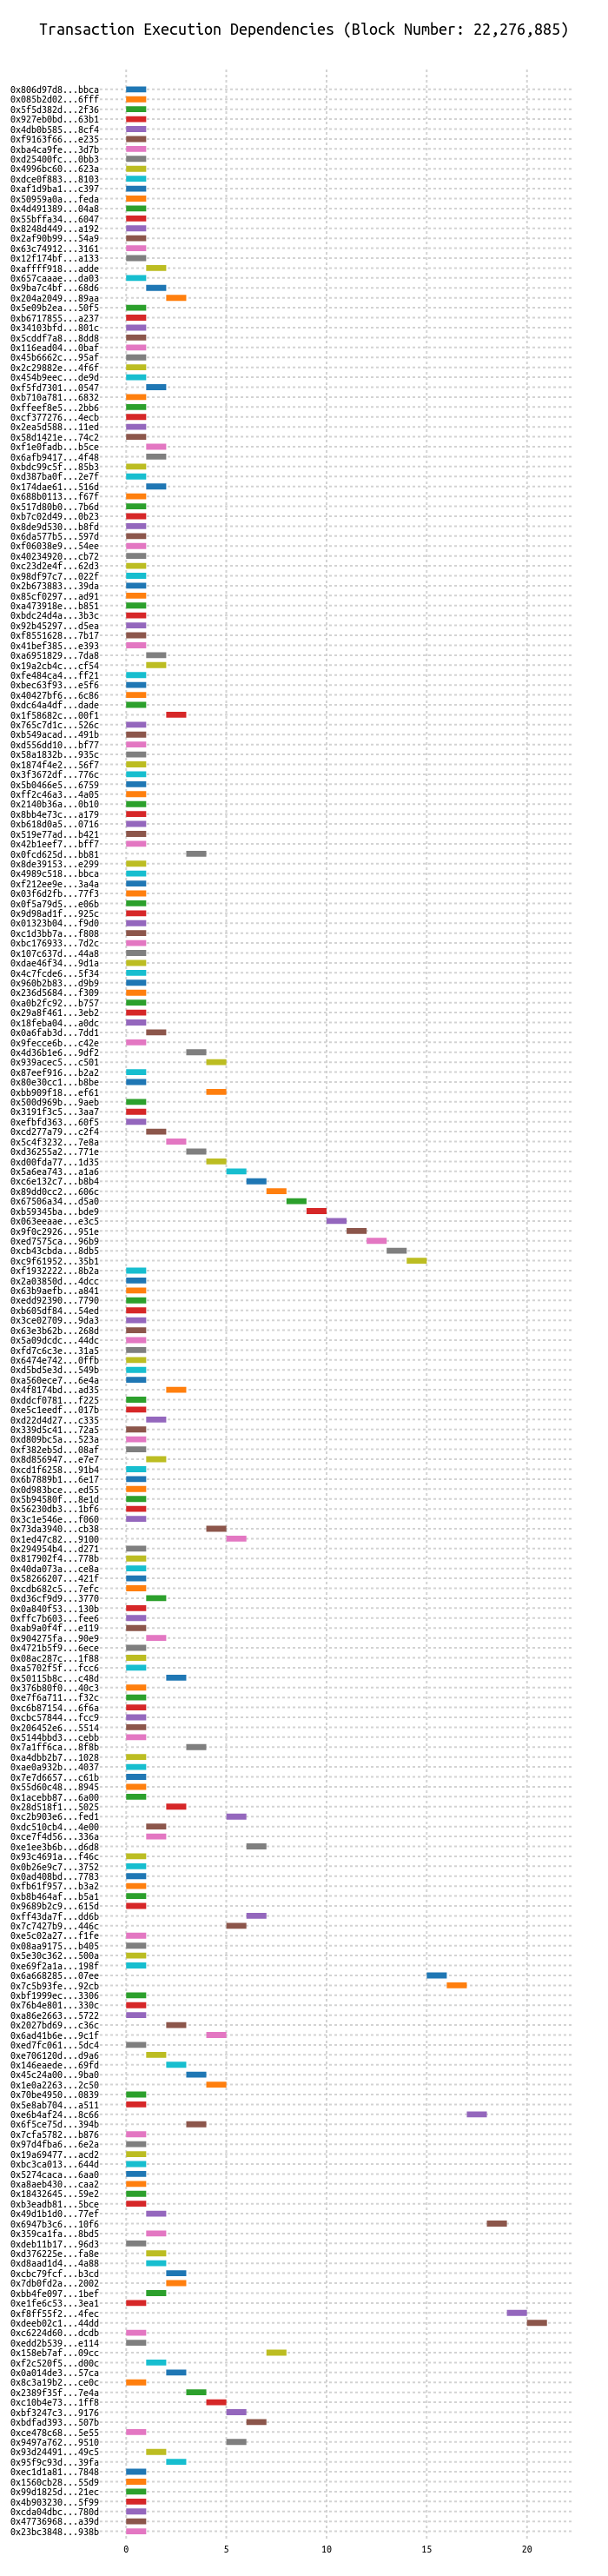 Transaction Execution Dependencies (Block Number: 22,276,885)
0x806d97d8...bbca
0x085b2d02...6fff
0x5f5d382d...2f36
0x927eb0bd...63b1
0x4db0b585...8cf4
0xf9163f66...e235
0xba4ca9fe...3d7b
0xd25400fc...0bb3
0x4996bc60...623a
0xdce0f883...8103
0xaf1d9ba1...c397
0x50959a0a...feda
0x4d491389...04a8
0x55bffa34...6047
0x8248d449...a192
0x2af90b99...54a9
0x63c74912...3161
0x12f174bf...a133
0xaffff918...adde
0x657caaae...da03
0x9ba7c4bf...68d6
0x204a2049...89aa
0x5e09b2ea...50f5
0xb6717855...a237
0x34103bfd...801c
0x5cddf7a8...8dd8
0x116ead04...0baf
0x45b6662c...95af
0x2c29882e...4f6f
0x454b9eec...de9d
0xf5fd7301...0547
0xb710a781...6832
0xffeef8e5...2bb6
0xcf377276...4ecb
0x2ea5d588...11ed
0x58d1421e...74c2
0xf1e0fadb...b5ce
0x6afb9417...4f48
0xbdc99c5f...85b3
0xd387ba0f...2e7f
0x174dae61...516d
0x688b0113...f67f
0x517d80b0...7b6d
0xb7c02d49...0b23
0x8de9d530...b8fd
0x6da577b5...597d
0xf06038e9...54ee
0x40234920...cb72
0xc23d2e4f...62d3
0x98df97c7...022f
0x2b673883...39da
0x85cf0297...ad91
0xa473918e...b851
0xbdc24d4a...3b3c
0x92b45297...d5ea
0xf8551628...7b17
0x41bef385...e393
0xa6951829...7da8
0x19a2cb4c...cf54
0xfe484ca4...ff21
0xbec63f93...e5f6
0x40427bf6...6c86
0xdc64a4df...dade
0x1f58682c...00f1
0x765c7d1c...526c
0xb549acad...491b
0xd556dd10...bf77
0x58a1832b...935c
0x1874f4e2...56f7
0x3f3672df...776c
0x5b0466e5...6759
0xff2c46a3...4a05
0x2140b36a...0b10
0x8bb4e73c...a179
0xb618d0a5...0716
0x519e77ad...b421
0x42b1eef7...bff7
0x0fcd625d...bb81
0x8de39153...e299
0x4989c518...bbca
0xf212ee9e...3a4a
0x03f6d2fb...77f3
0x0f5a79d5...e06b
0x9d98ad1f...925c
0x01323b04...f9d0
0xc1d3bb7a...f808
0xbc176933...7d2c
0x107c637d...44a8
0xdae46f34...9d1a
0x4c7fcde6...5f34
0x960b2b83...d9b9
0x236d5684...f309
0xa0b2fc92...b757
0x29a8f461...3eb2
0x18feba04...a0dc
0x0a6fab3d...7dd1
0x9fecce6b...c42e
0x4d36b1e6...9df2
0x939acec5...c501
0x87eef916...b2a2
0x80e30cc1...b8be
0xbb909f18...ef61
0x500d969b...9aeb
0x3191f3c5...3aa7
0xefbfd363...60f5
0xcd277a79...c2f4
0x5c4f3232...7e8a
0xd36255a2...771e
0xd00fda77...1d35
0x5a6ea743...a1a6
0xc6e132c7...b8b4
0x89dd0cc2...606c
0x67506a34...d5a0
0xb59345ba...bde9
0x063eeaae...e3c5
0x9f0c2926...951e
0xed7575ca...96b9
0xcb43cbda...8db5
0xc9f61952...35b1
0xf1932222...8b2a
0x2a03850d...4dcc
0x63b9aefb...a841
0xedd92390...7790
0xb605df84...54ed
0x3ce02709...9da3
0x63e3b62b...268d
0x5a09dcdc...44dc
0xfd7c6c3e...31a5
0x6474e742...0ffb
0xd5bd5e3d...549b
0xa560ece7...6e4a
0x4f8174bd...ad35
0xddcf0781...f225
0xe5c1eedf...017b
0xd22d4d27...c335
0x339d5c41...72a5
0xd809bc5a...523a
0xf382eb5d...08af
0x8d856947...e7e7
0xcd1f6258...91b4
0x6b7889b1...6e17
0x0d983bce...ed55
0x5b94580f...8e1d
0x56230db3...1bf6
0x3c1e546e...f060
0x73da3940...cb38
0x1ed47c82...9100
0x294954b4...d271
0x817902f4...778b
0x40da073a...ce8a
0x58266207...421f
0xcdb682c5...7efc
0xd36cf9d9...3770
0x0a840f53...130b
0xffc7b603...fee6
0xab9a0f4f...e119
0x904275fa...90e9
0x4721b5f9...6ece
0x08ac287c...1f88
0xa5702f5f...fcc6
0x50115b8c...c48d
0x376b80f0...40c3
0xe7f6a711...f32c
0xc6b87154...6f6a
0xcbc57844...fcc9
0x206452e6...5514
0x5144bbd3...cebb
0x7a1ff6ca...8f8b
0xa4dbb2b7...1028
0xae0a932b...4037
0x7e7d6657...c61b
0x55d60c48...8945
0x1acebb87...6a00
0x28d518f1...5025
0xc2b903e6...fed1
0xdc510cb4...4e00
0xce7f4d56...336a
0xe1ee3b6b...d6d8
0x93c4691a...f46c
0x0b26e9c7...3752
0x0ad408bd...7783
0xfb61f957...b3a2
0xb8b464af...b5a1
0x9689b2c9...615d
0xff43da7f...dd6b
0x7c7427b9...446c
0xe5c02a27...f1fe
0x08aa9175...b405
0x5e30c362...500a
0xe69f2a1a...198f
0x6a668285...07ee
0x7c5b93fe...92cb
0xbf1999ec...3306
0x76b4e801...330c
0xa86e2663...5722
0x2027bd69...c36c
0x6ad41b6e...9c1f
0xed7fc061...5dc4
0xe706120d...d9a6
0x146eaede...69fd
0x45c24a00...9ba0
0x1e0a2263...2c50
0x70be4950...0839
0x5e8ab704...a511
0xe6b4af24...8c66
0x6f5ce75d...394b
0x7cfa5782...b876
0x97d4fba6...6e2a
0x19a69477...acd2
0xbc3ca013...644d
0x5274caca...6aa0
0xa8aeb430...caa2
0x18432645...59e2
0xb3eadb81...5bce
0x49d1b1d0...77ef
0x6947b3c6...10f6
0x359ca1fa...8bd5
0xdeb11b17...96d3
0xd376225e...fa8e
0xd8aad1d4...4a88
0xcbc79fcf...b3cd
0x7db0fd2a...2002
0xbb4fe097...1bef
0xe1fe6c53...3ea1
0xf8ff55f2...4fec
0xdeeb02c1...44dd
0xc6224d60...dcdb
0xedd2b539...e114
0x158eb7af...09cc
0xf2c520f5...d00c
0x0a014de3...57ca
0x8c3a19b2...ce0c
0x2389f35f...7e4a
0xc10b4e73...1ff8
0xbf3247c3...9176
0xbdfad393...507b
0xce478c68...5e55
0x9497a762...9510
0x93d24491...49c5
0x95f9c93d...39fa
0xec1d1a81...7848
0x1560cb28...55d9
0x99d1825d...21ec
0x4b903230...5f99
0xcda04dbc...780d
0x47736968...a39d
0x23bc3848...938b
0 5 10 15 20